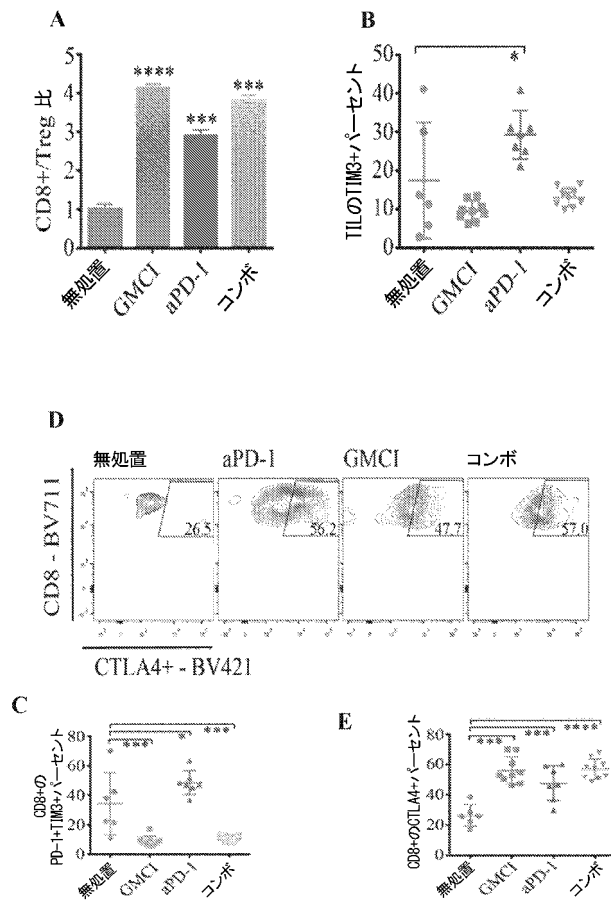 A
CD8+/Treg 比
5
4
3
2
1
0
****
***
***
無処置
GMCI
aPD-1
コンボ
B
TILのTIM3+パーセント
50
40
30
20
10
0
*
無処置
GMCI
aPD-1
コンボ
D
無処置
aPD-1
GMCI
コンボ
CD8 - BV711
26.5
56.2
47.7
57.0
CTLA4+ - BV421
C
CD8+の
PD-1+TIM3+パーセント
80
60
40
20
0
***
*
***
無処置
GMCI
aPD-1
コンボ
E
CD8+のCTLA4+パーセント
80
60
40
20
0
****
***
***
無処置
GMCI
aPD-1
コンボ